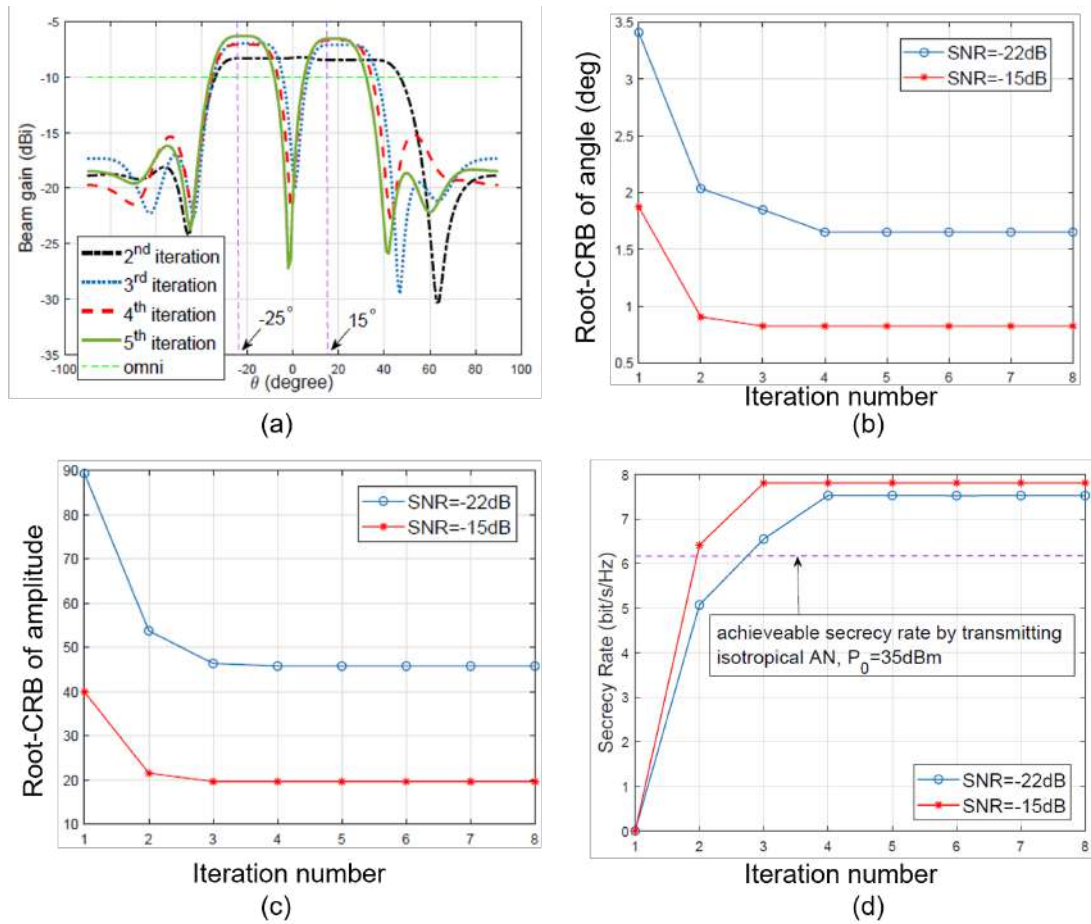 -5
-10
-15
-20
-25
-30
-35
Beam gain (dBi)
2nd iteration
3rd iteration
4th iteration
5th iteration
omni
-25°
15°
-100 -40 -20 0 20 40 60 80 100
θ (degree)
(a)
3.5
3
2.5
2
1.5
1
0.5
Root-CRB of angle (deg)
SNR=-22dB
SNR=-15dB
1 2 3 4 5 6 7 8
Iteration number
(b)
90
80
70
60
50
40
30
20
10
Root-CRB of amplitude
SNR=-22dB
SNR=-15dB
1 2 3 4 5 6 7 8
Iteration number
(c)
8
7
6
5
4
3
2
1
0
Secrecy Rate (bit/s/Hz)
achieveable secrecy rate by transmitting
isotropical AN, P0=35dBm
SNR=-22dB
SNR=-15dB
1 2 3 4 5 6 7 8
Iteration number
(d)